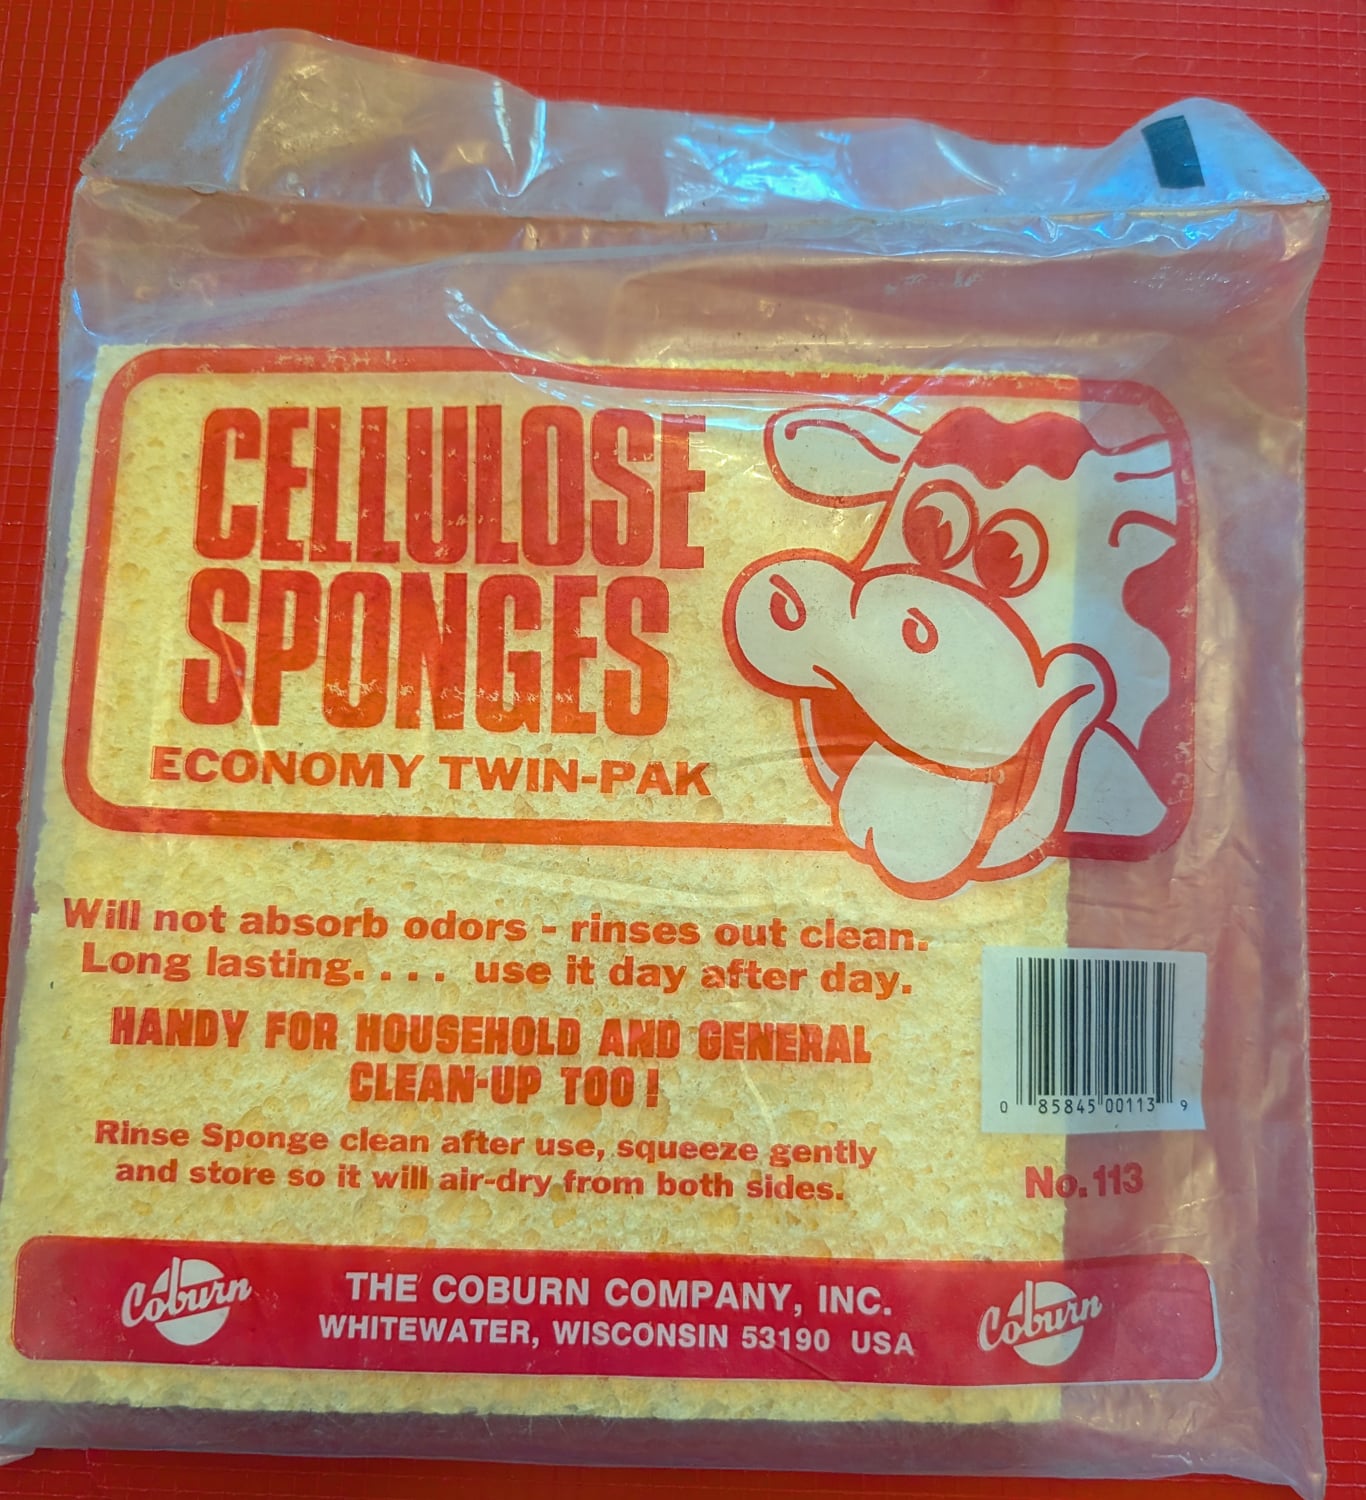 CELLULOSE
SPONGES
ECONOMY TWIN-PAK
Will not absorb odors - rinses out clean.
Long lasting. . . . use it day after day.
HANDY FOR HOUSEHOLD AND GENERAL
CLEAN-UP TOO!
Rinse Sponge clean after use, squeeze gently
and store so it will air-dry from both sides.
0 85845 00113 9
No. 113
Coburn
THE COBURN COMPANY, INC.
WHITEWATER, WISCONSIN 53190 USA
Coburn